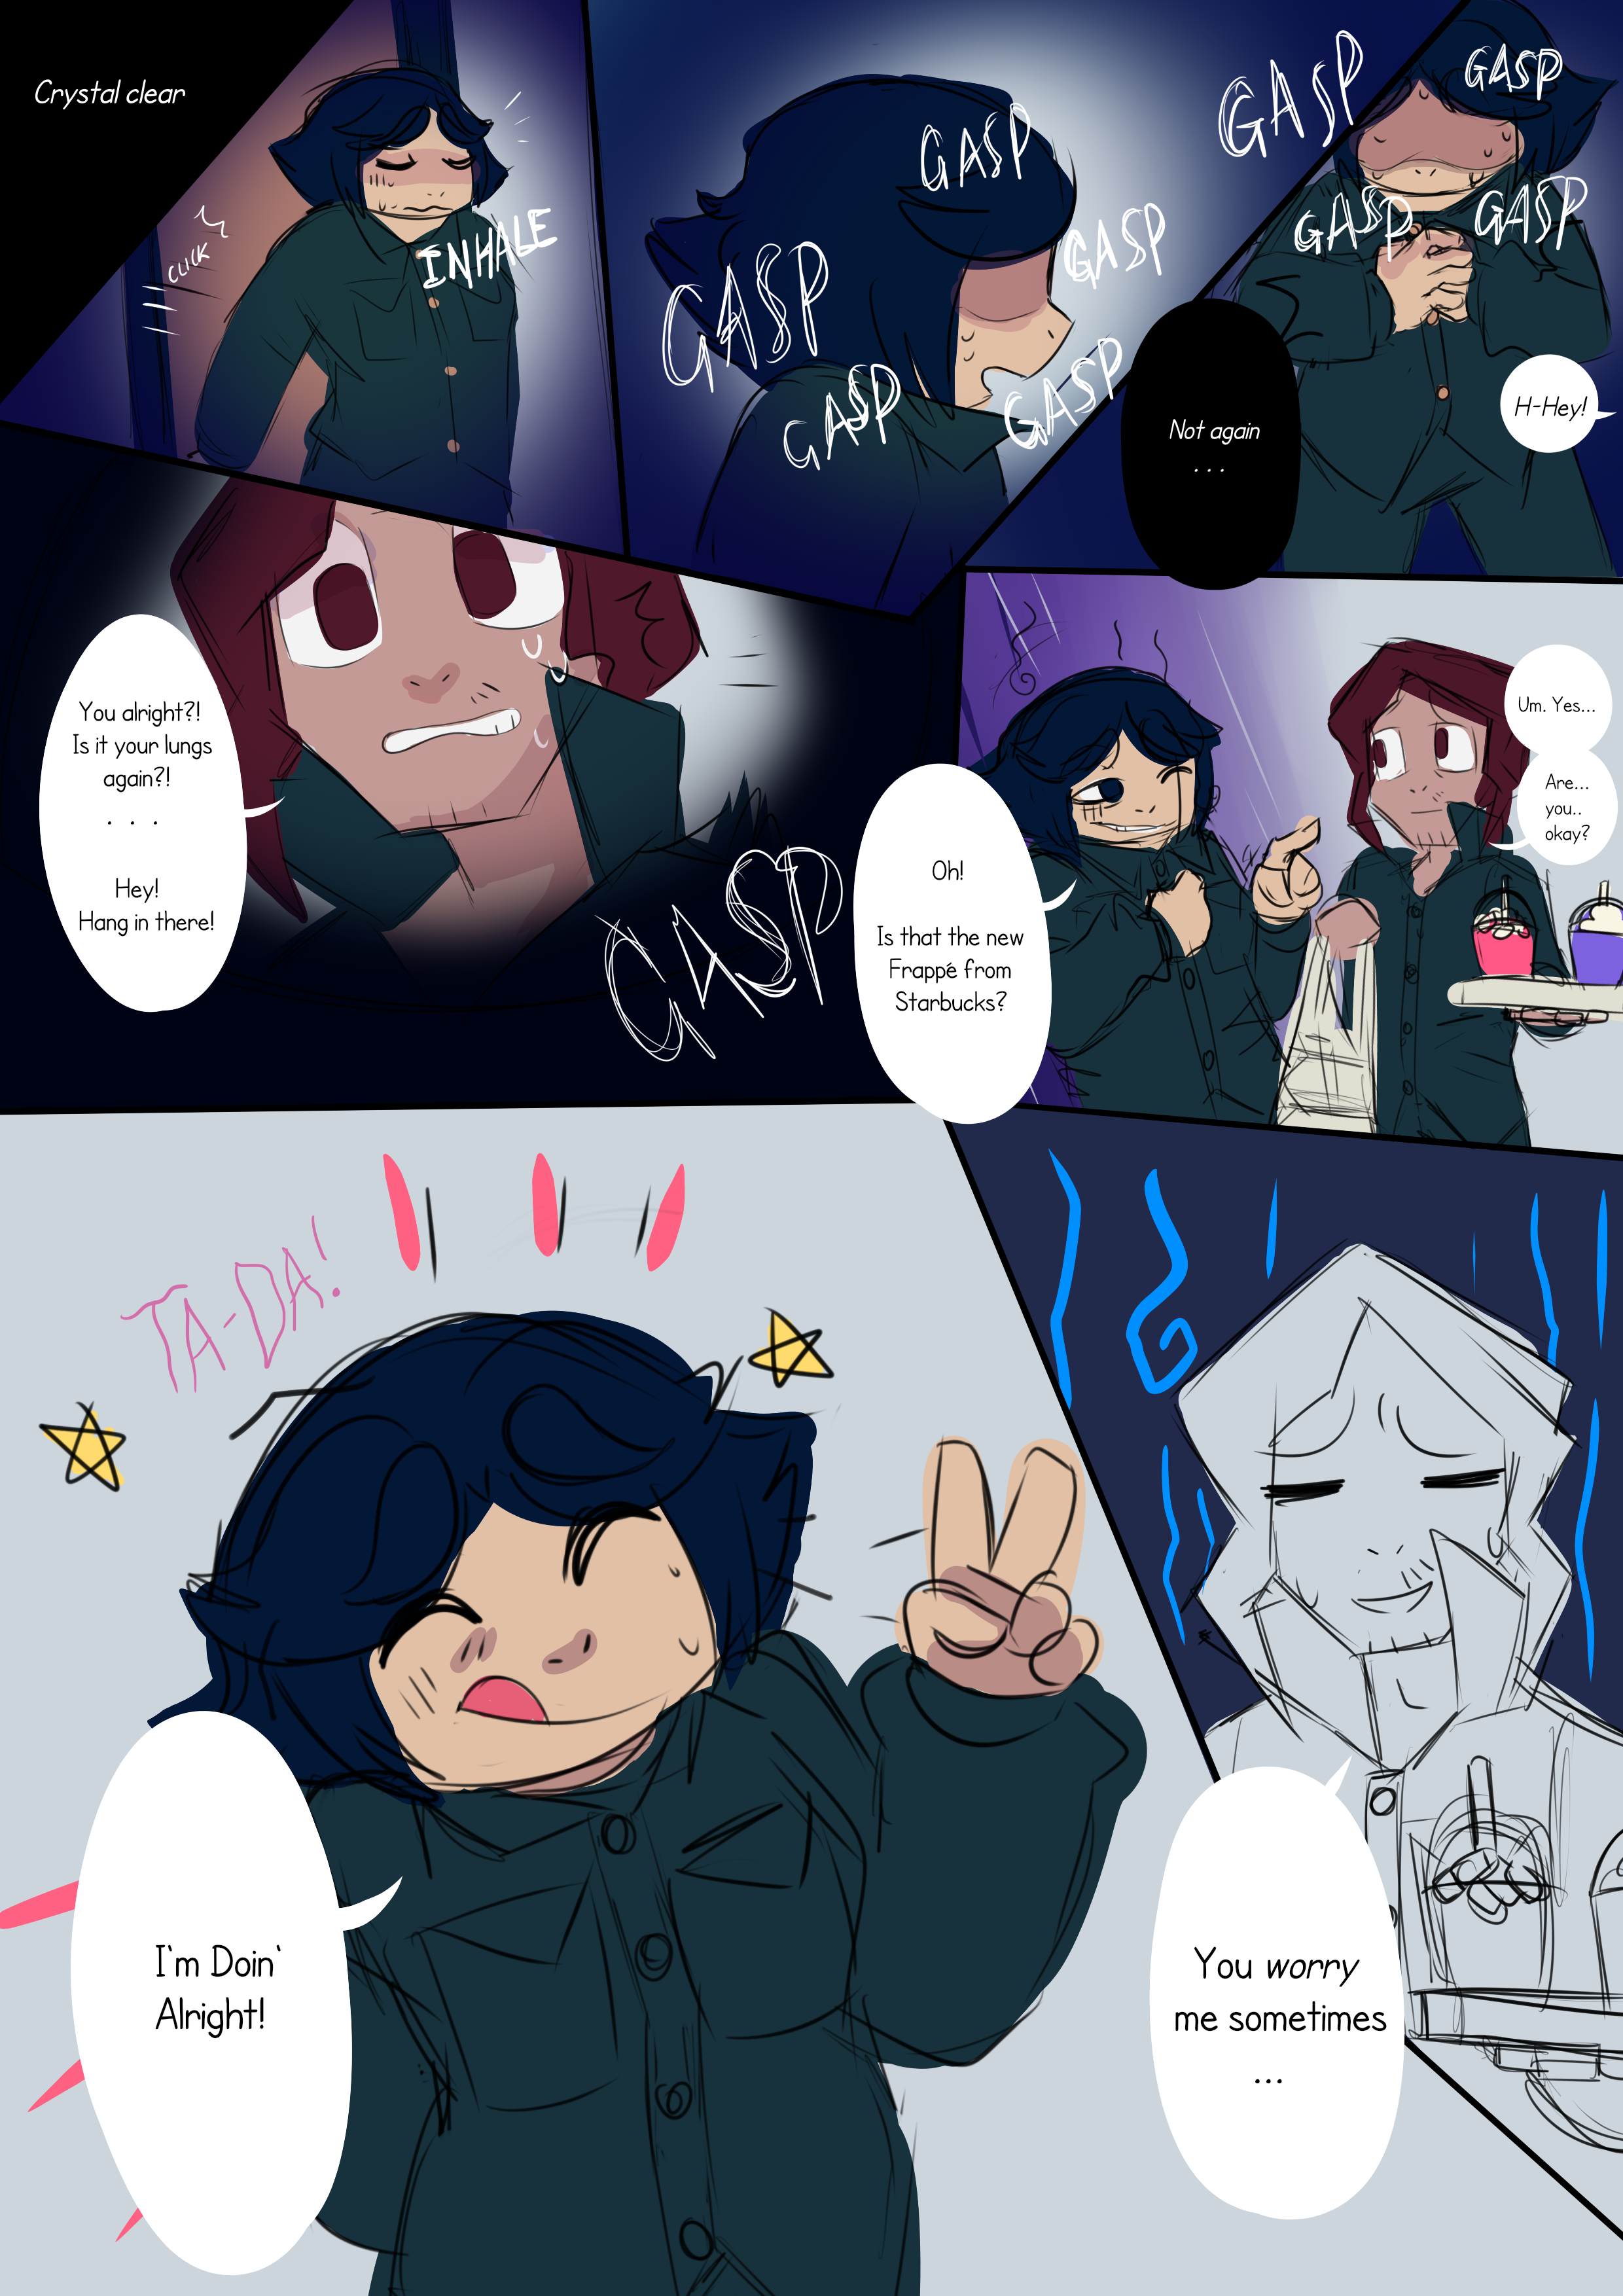 Crystal clear
CLICK
INHALE
GASP
GASP
GASP
GASP
GASP
GASP
GASP
GASP
GASP
Not again
...
H-Hey!
You alright?!
Is it your lungs
again?!
. . .
Hey!
Hang in there!
GASP
Oh!
Is that the new
Frappé from
Starbucks?
Um. Yes...
Are...
you..
okay?
TA-DA!
I'm Doin'
Alright!
You worry
me sometimes
...